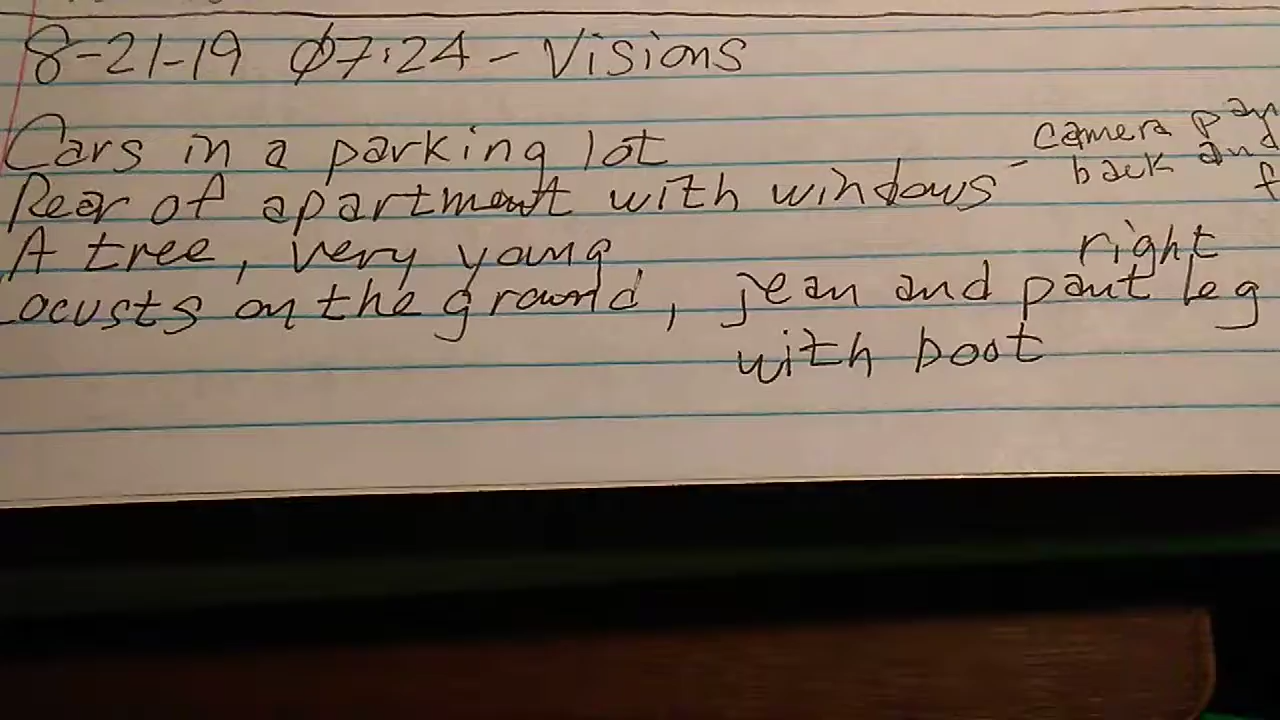 8-21-19 Ø7:24 - Visions
Cars in a parking lot
Rear of apartment with windows - camera pan
back and
A tree, very young
Locusts on the ground, jean and pant right leg
with boot